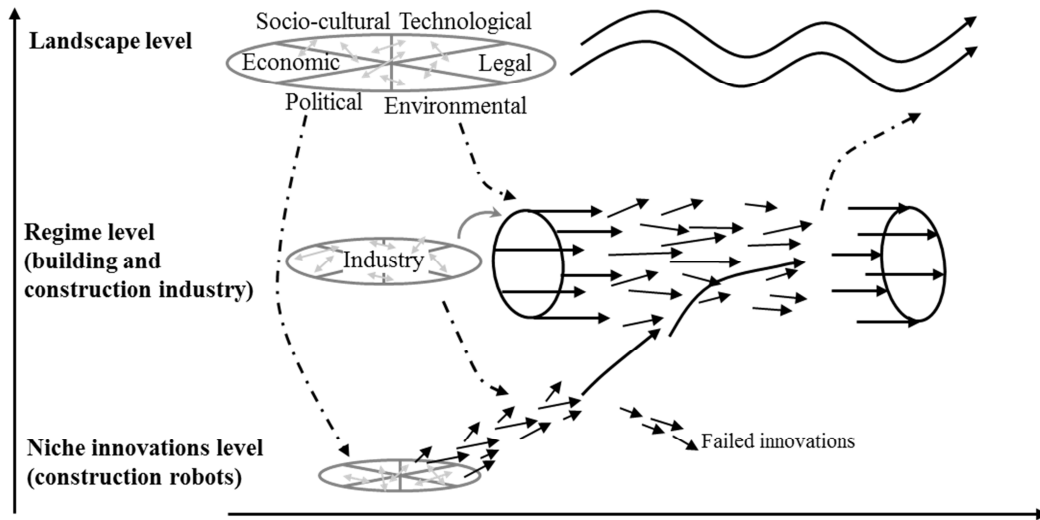 Landscape level
Socio-cultural Technological
Economic
Legal
Political
Environmental
Regime level
(building and
construction industry)
Industry
Niche innovations level
(construction robots)
Failed innovations